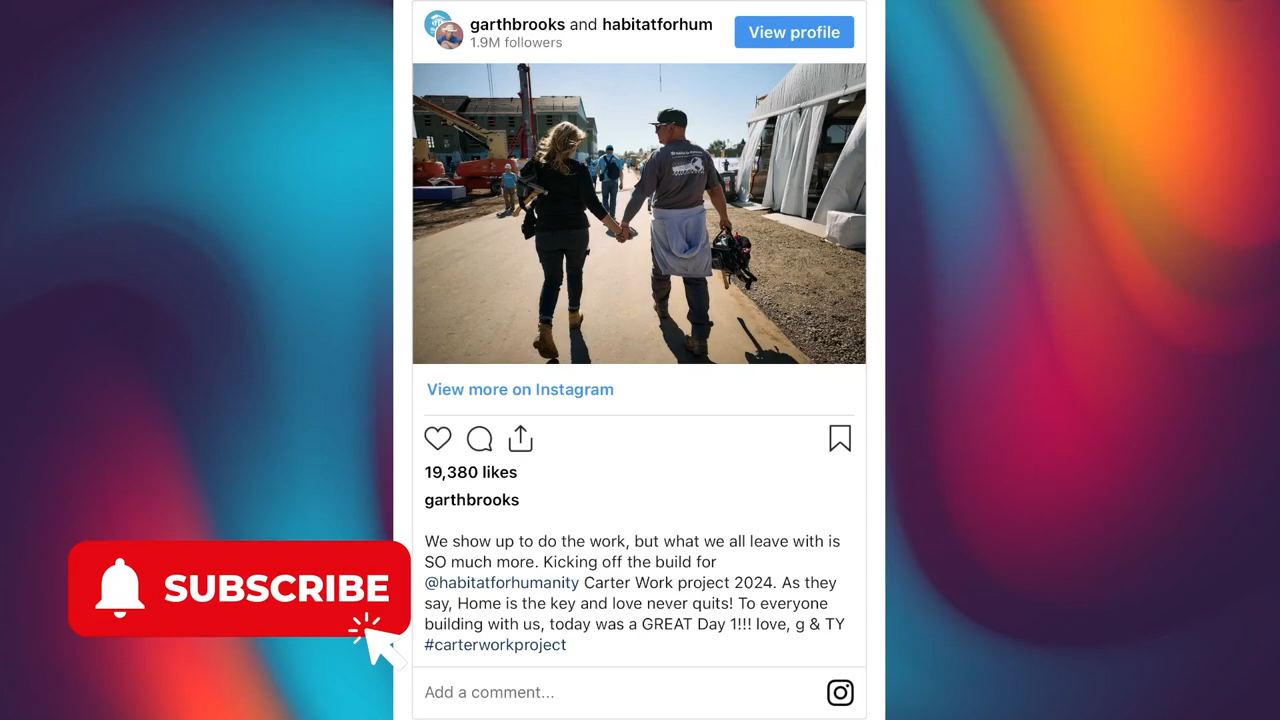 garthbrooks and habitatforhum
1.9M followers
View profile
View more on Instagram
19,380 likes
garthbrooks
We show up to do the work, but what we all leave with is
SO much more. Kicking off the build for
@habitatforhumanity Carter Work project 2024. As they
say, Home is the key and love never quits! To everyone
building with us, today was a GREAT Day 1!!! love, g & TY
#carterworkproject
Add a comment...
SUBSCRIBE